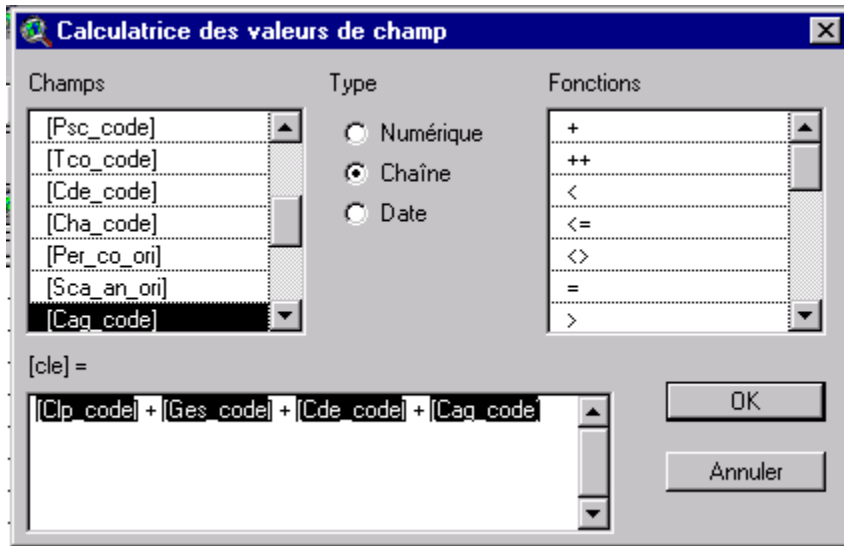 Calculatrice des valeurs de champ
Champs
[Psc_code]
[Tco_code]
[Cde_code]
[Cha_code]
[Per_co_ori]
[Sca_an_ori]
[Cag_code]
Type
Numérique
Chaîne
Date
Fonctions
+
++
<
<=
<>
=
>
[cle] =
[Clp_code] + [Ges_code] + [Cde_code] + [Cag_code]
OK
Annuler